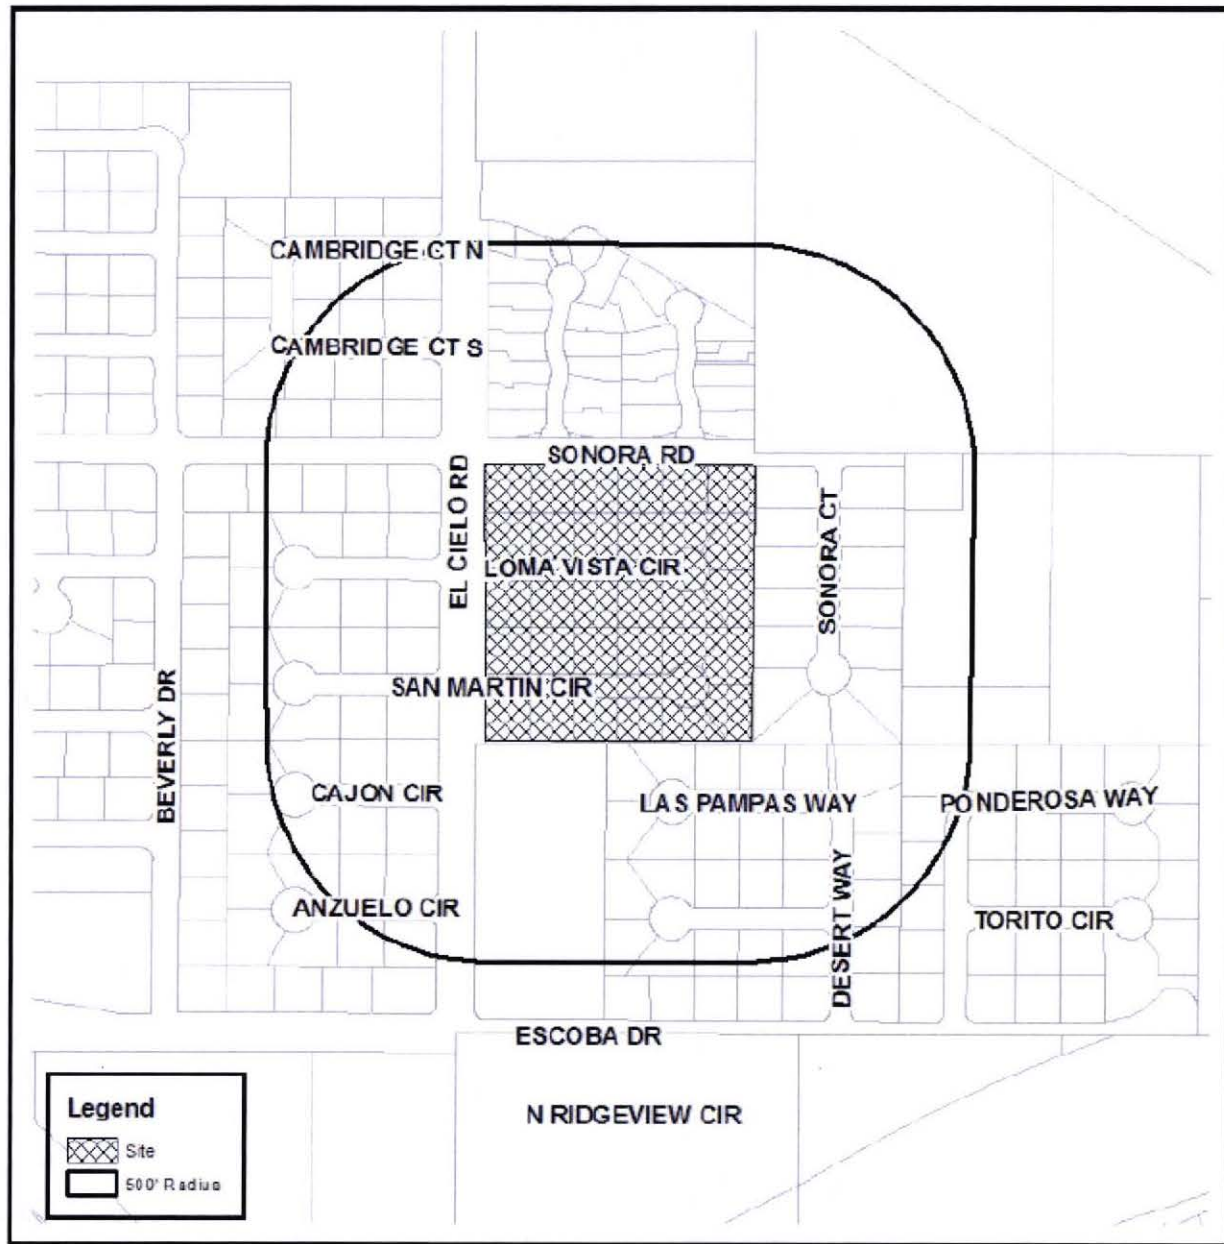 CAMBRIDGE CT N
CAMBRIDGE CT S
SONORA RD
EL CIELO RD
LOMA VISTA CIR
SONORA CT
SAN MARTIN CIR
BEVERLY DR
CAJON CIR
LAS PAMPAS WAY
PONDEROSA WAY
ANZUELO CIR
DESERT WAY
TORITO CIR
ESCOBA DR
N RIDGEVIEW CIR
Legend
Site
500' Radius